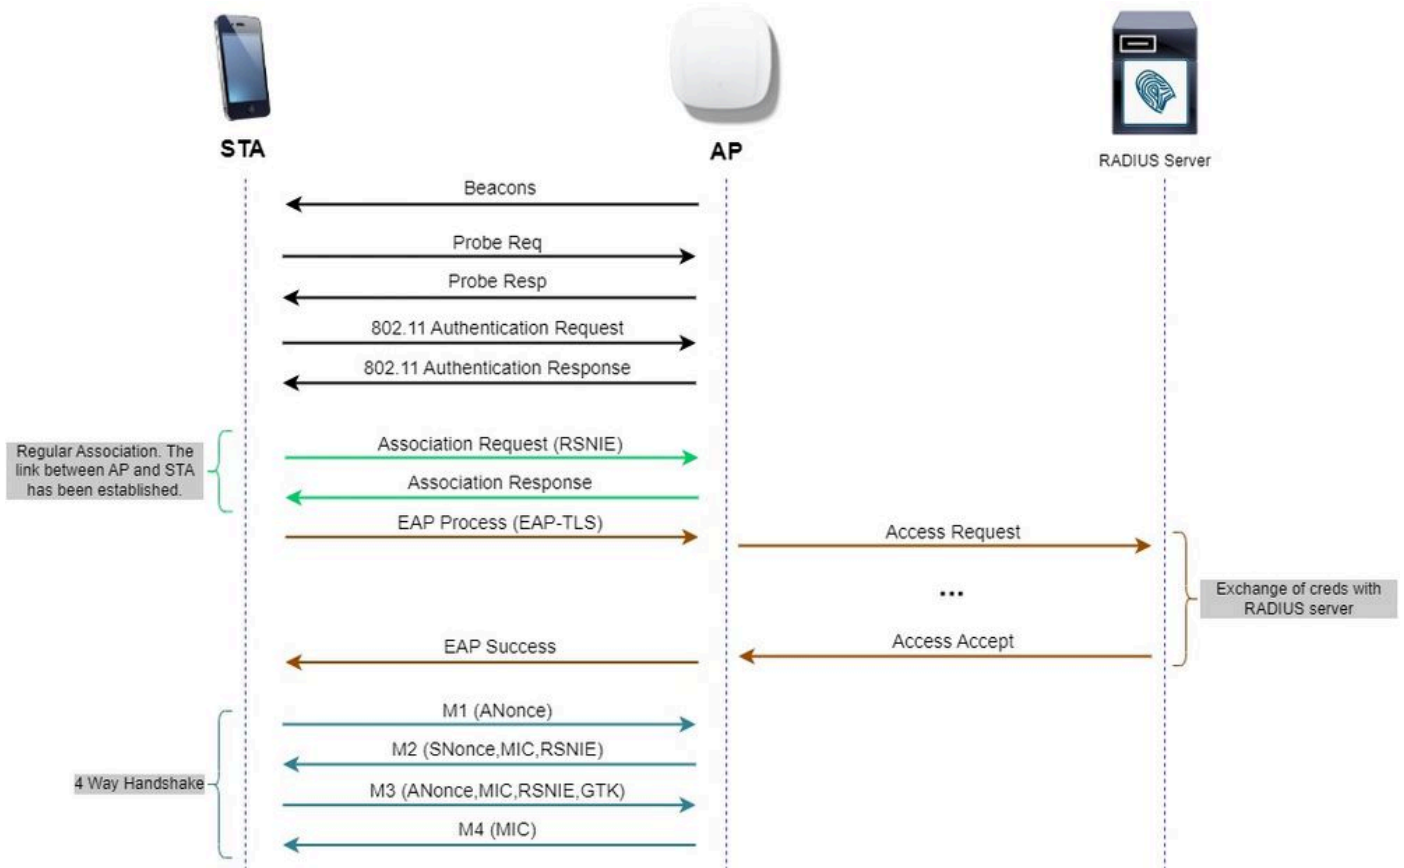 STA
AP
RADIUS Server
Beacons
Probe Req
Probe Resp
802.11 Authentication Request
802.11 Authentication Response
Regular Association. The
link between AP and STA
has been established.
Association Request (RSNIE)
Association Response
EAP Process (EAP-TLS)
Access Request
...
Exchange of creds with
RADIUS server
EAP Success
Access Accept
4 Way Handshake
M1 (ANonce)
M2 (SNonce,MIC,RSNIE)
M3 (ANonce,MIC,RSNIE,GTK)
M4 (MIC)